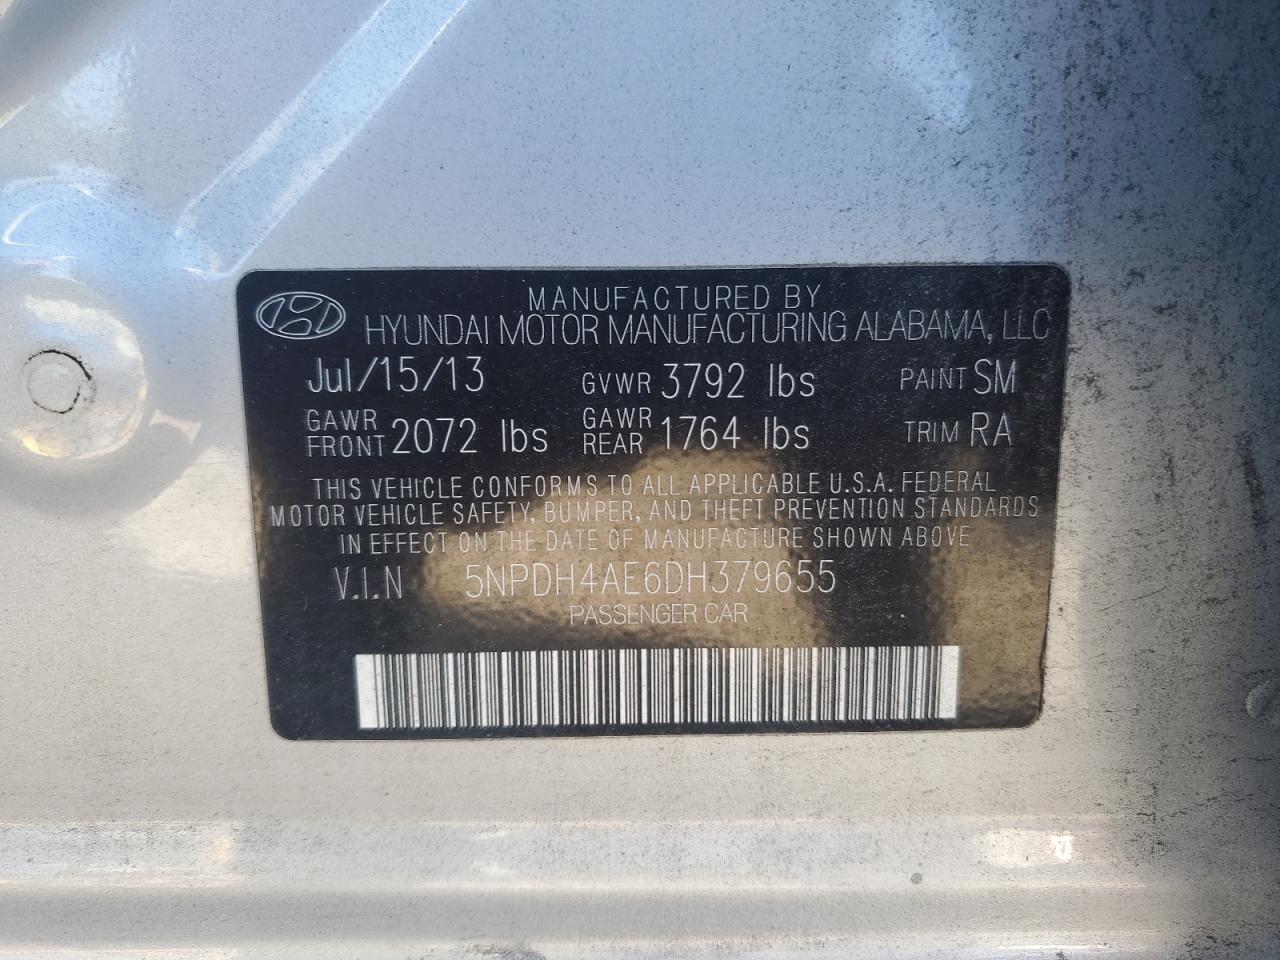 MANUFACTURED BY
HYUNDAI MOTOR MANUFACTURING ALABAMA, LLC
Jul/15/13 GVWR 3792 lbs PAINT SM
GAWR FRONT 2072 lbs GAWR REAR 1764 lbs TRIM RA
THIS VEHICLE CONFORMS TO ALL APPLICABLE U.S.A. FEDERAL
MOTOR VEHICLE SAFETY, BUMPER, AND THEFT PREVENTION STANDARDS
IN EFFECT ON THE DATE OF MANUFACTURE SHOWN ABOVE
V.I.N 5NPDH4AE6DH379655
PASSENGER CAR